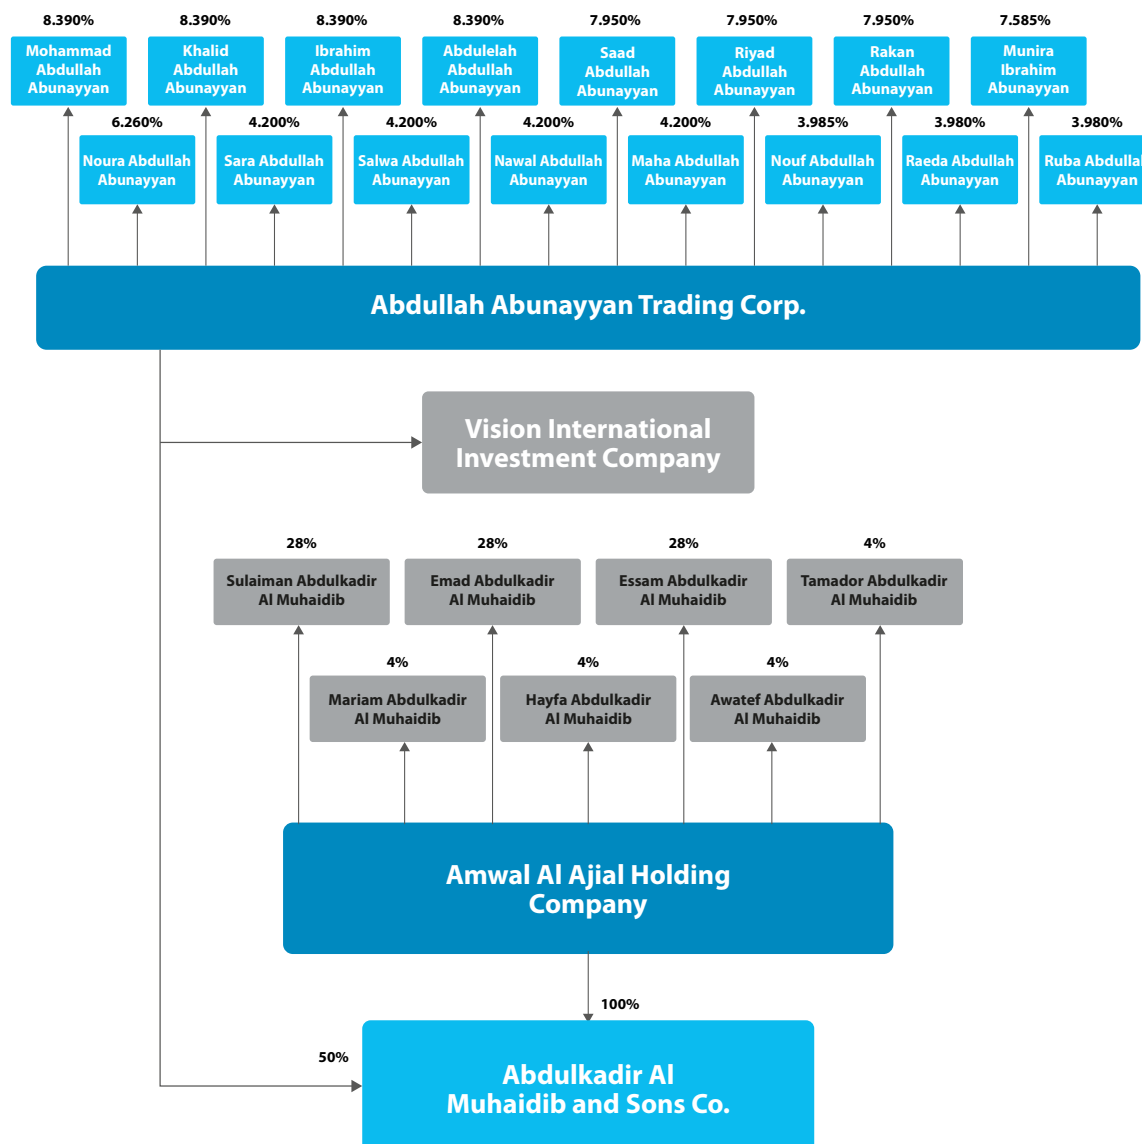 8.390%
8.390%
8.390%
8.390%
7.950%
7.950%
7.950%
7.585%
Mohammad
Abdullah
Abunayyan
Khalid
Abdullah
Abunayyan
Ibrahim
Abdullah
Abunayyan
Abdulelah
Abdullah
Abunayyan
Saad
Abdullah
Abunayyan
Riyad
Abdullah
Abunayyan
Rakan
Abdullah
Abunayyan
Munira
Ibrahim
Abunayyan
6.260%
4.200%
4.200%
4.200%
4.200%
3.985%
3.980%
3.980%
Noura Abdullah
Abunayyan
Sara Abdullah
Abunayyan
Salwa Abdullah
Abunayyan
Nawal Abdullah
Abunayyan
Maha Abdullah
Abunayyan
Nouf Abdullah
Abunayyan
Raeda Abdullah
Abunayyan
Ruba Abdullah
Abunayyan
Abdullah Abunayyan Trading Corp.
Vision International
Investment Company
28%
28%
28%
4%
Sulaiman Abdulkadir
Al Muhaidib
Emad Abdulkadir
Al Muhaidib
Essam Abdulkadir
Al Muhaidib
Tamador Abdulkadir
Al Muhaidib
4%
4%
4%
Mariam Abdulkadir
Al Muhaidib
Hayfa Abdulkadir
Al Muhaidib
Awatef Abdulkadir
Al Muhaidib
Amwal Al Ajial Holding
Company
100%
50%
Abdulkadir Al
Muhaidib and Sons Co.